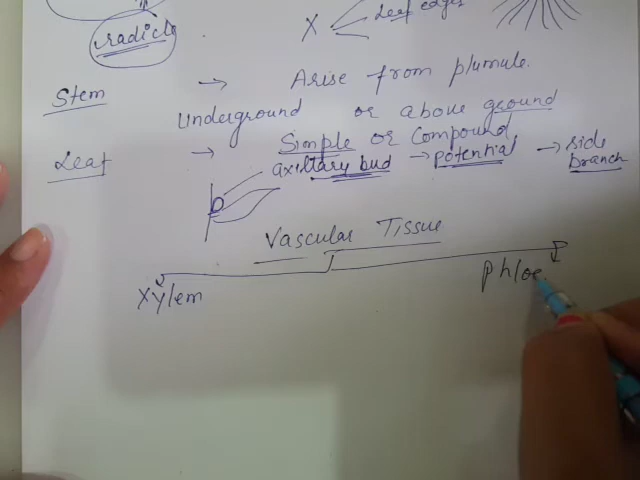 Leaf edges
radicle
X
Stem → Arise from plumule.
Underground or above ground
Leaf → Simple or Compound
axillary bud → potential → side branch
Vascular Tissue
Xylem
Phloe